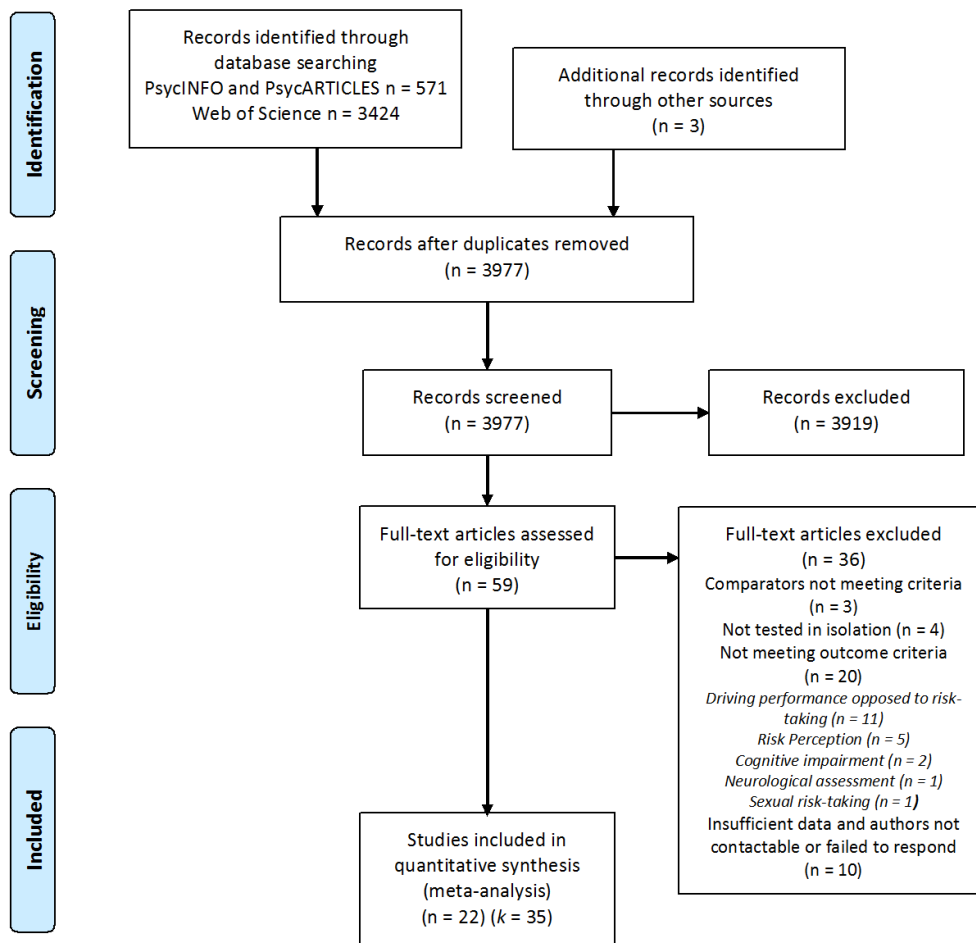 Identification
Records identified through
database searching
PsycINFO and PsycARTICLES n = 571
Web of Science n = 3424
Additional records identified
through other sources
(n = 3)
Records after duplicates removed
(n = 3977)
Screening
Records screened
(n = 3977)
Records excluded
(n = 3919)
Eligibility
Full-text articles assessed
for eligibility
(n = 59)
Full-text articles excluded
(n = 36)
Comparators not meeting criteria
(n = 3)
Not tested in isolation (n = 4)
Not meeting outcome criteria
(n = 20)
Driving performance opposed to risk-
taking (n = 11)
Risk Perception (n = 5)
Cognitive impairment (n = 2)
Neurological assessment (n = 1)
Sexual risk-taking (n = 1)
Insufficient data and authors not
contactable or failed to respond
(n = 10)
Included
Studies included in
quantitative synthesis
(meta-analysis)
(n = 22) (k = 35)